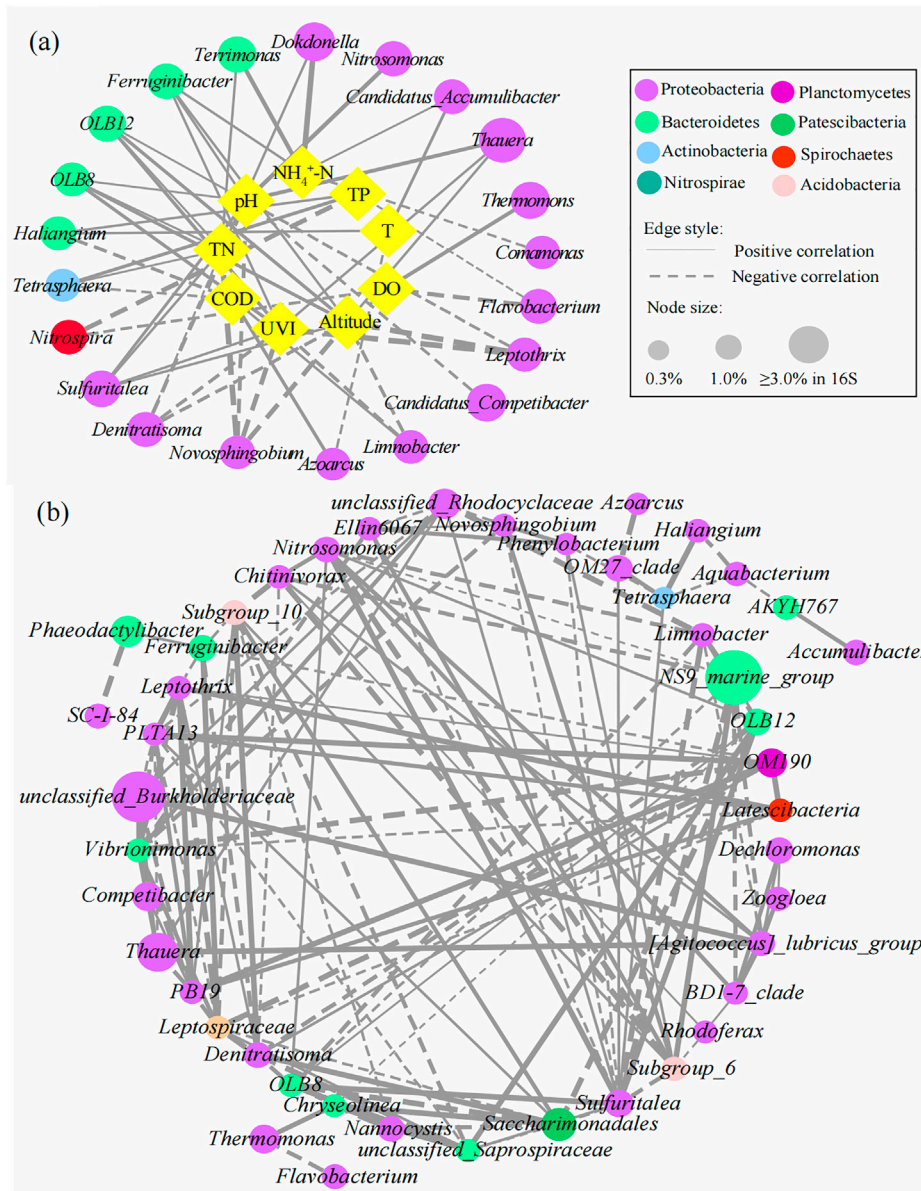 (a)
Dokdonella
Terrimonas
Nitrosomonas
Ferruginibacter
Candidatus_Accumulibacter
OLB12
Thauera
NH₄⁺-N
OLB8
TP
pH
Thermomons
Haliangium
T
TN
Comamonas
Tetrasphaera
DO
COD
Flavobacterium
Nitrospira
UVI
Altitude
Leptothrix
Sulfuritalea
Candidatus_Competibacter
Denitratisoma
Novosphingobium
Limnobacter
Azoarcus
Proteobacteria
Planctomycetes
Bacteroidetes
Patescibacteria
Actinobacteria
Spirochaetes
Nitrospirae
Acidobacteria
Edge style:
Positive correlation
Negative correlation
Node size:
0.3%
1.0%
≥3.0% in 16S
(b)
unclassified_Rhodocyclaceae
Azoarcus
Ellin6067
Novosphingobium
Haliangium
Nitrosomonas
Phenylobacterium
OM27_clade
Chitinivorax
Aquabacterium
Tetrasphaera
AKYH767
Subgroup_10
Phaeodactylibacter
Limnobacter
Ferruginibacter
Accumulibacte
NS9_marine_group
Leptothrix
SC-I-84
OLB12
PLTA13
OM190
unclassified_Burkholderiaceae
Latescibacteria
Vibrionimonas
Dechloromonas
Competibacter
Zoogloea
Thauera
[Agitococcus]_lubricus_group
PB19
BD1-7_clade
Leptospiraceae
Rhodoferax
Denitratisoma
Subgroup_6
OLB8
Chryseolinea
Sulfuritalea
Saccharimonadales
Nannocystis
Thermomonas
unclassified_Saprospiraceae
Flavobacterium